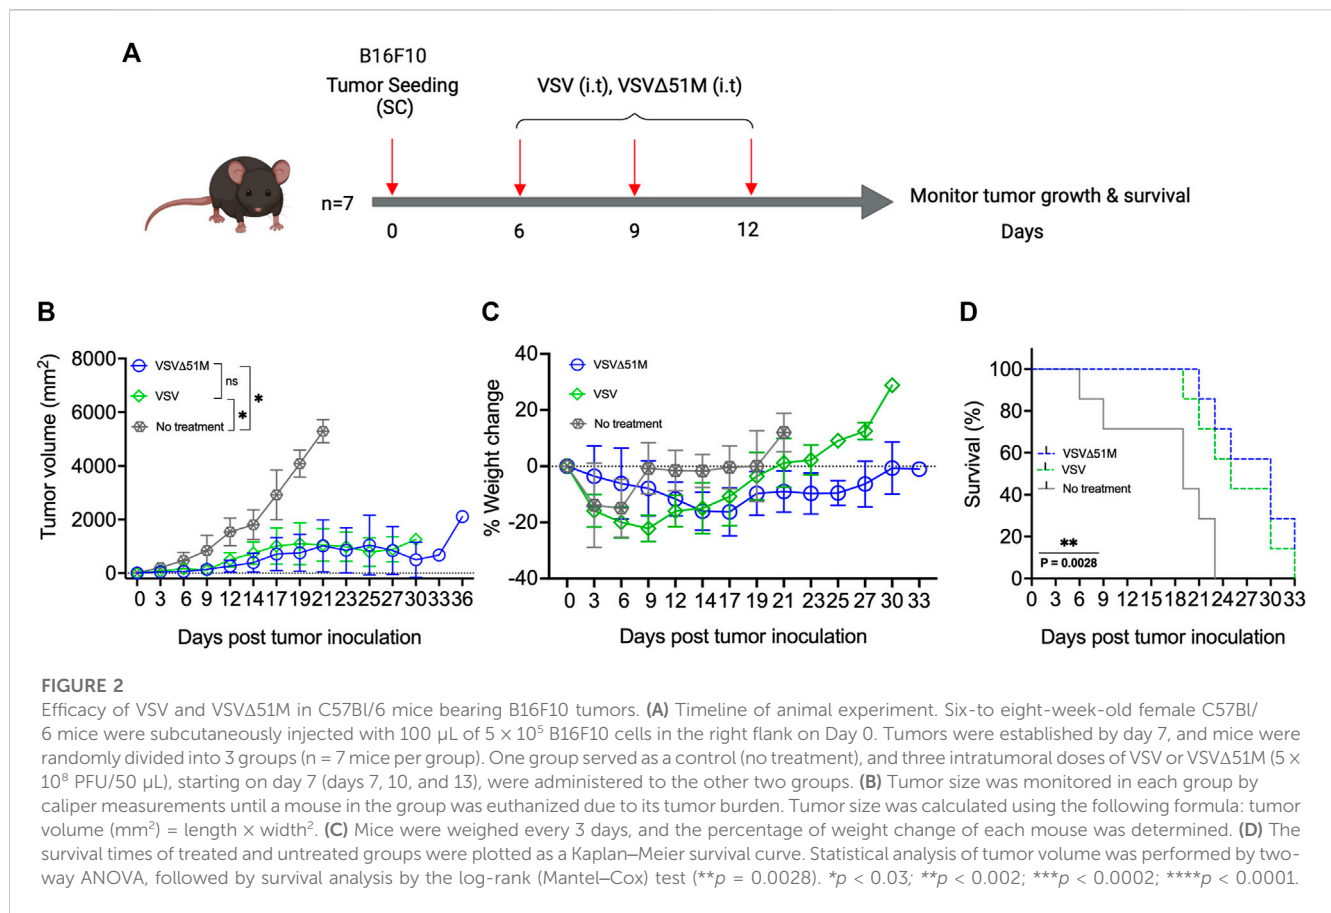 A
B16F10
Tumor Seeding
(SC)
VSV (i.t), VSVΔ51M (i.t)
n=7
Monitor tumor growth & survival
0
6
9
12
Days
B
Tumor volume (mm²)
8000
6000
4000
2000
0
VSVΔ51M
VSV
No treatment
ns
*
*
0 3 6 9 12 14 17 19 21 23 25 27 30 33 36
Days post tumor inoculation
C
% Weight change
40
20
0
-20
-40
VSVΔ51M
VSV
No treatment
0 3 6 9 12 14 17 19 21 23 25 27 30 33
Days post tumor inoculation
D
Survival (%)
100
80
60
40
20
0
VSVΔ51M
VSV
No treatment
**
P = 0.0028
0 3 6 9 12 15 18 21 24 27 30 33
Days post tumor inoculation
FIGURE 2
Efficacy of VSV and VSVΔ51M in C57Bl/6 mice bearing B16F10 tumors. (A) Timeline of animal experiment. Six-to eight-week-old female C57Bl/
6 mice were subcutaneously injected with 100 µL of 5 × 10⁵ B16F10 cells in the right flank on Day 0. Tumors were established by day 7, and mice were
randomly divided into 3 groups (n = 7 mice per group). One group served as a control (no treatment), and three intratumoral doses of VSV or VSVΔ51M (5 ×
10⁸ PFU/50 µL), starting on day 7 (days 7, 10, and 13), were administered to the other two groups. (B) Tumor size was monitored in each group by
caliper measurements until a mouse in the group was euthanized due to its tumor burden. Tumor size was calculated using the following formula: tumor
volume (mm²) = length × width². (C) Mice were weighed every 3 days, and the percentage of weight change of each mouse was determined. (D) The
survival times of treated and untreated groups were plotted as a Kaplan–Meier survival curve. Statistical analysis of tumor volume was performed by two-
way ANOVA, followed by survival analysis by the log-rank (Mantel–Cox) test (**p = 0.0028). *p < 0.03; **p < 0.002; ***p < 0.0002; ****p < 0.0001.